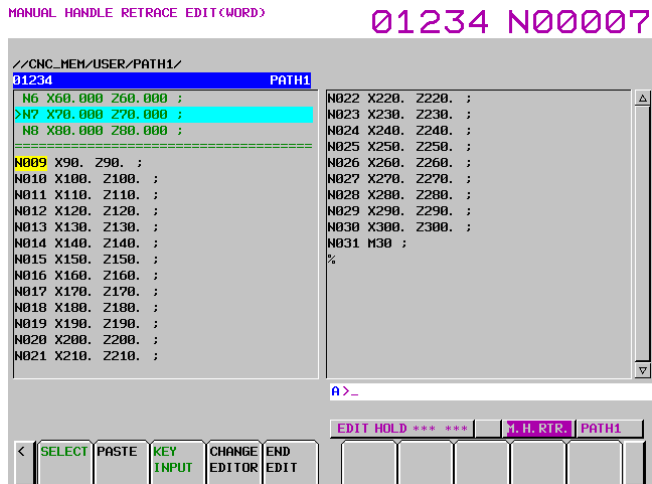 MANUAL HANDLE RETRACE EDIT(WORD)
O1234 N00007
//CNC_MEM/USER/PATH1/
O1234 PATH1
N6 X60.000 Z60.000 ;
>N7 X70.000 Z70.000 ;
N8 X80.000 Z80.000 ;
=====================================
N009 X90. Z90. ;
N010 X100. Z100. ;
N011 X110. Z110. ;
N012 X120. Z120. ;
N013 X130. Z130. ;
N014 X140. Z140. ;
N015 X150. Z150. ;
N016 X160. Z160. ;
N017 X170. Z170. ;
N018 X180. Z180. ;
N019 X190. Z190. ;
N020 X200. Z200. ;
N021 X210. Z210. ;
N022 X220. Z220. ;
N023 X230. Z230. ;
N024 X240. Z240. ;
N025 X250. Z250. ;
N026 X260. Z260. ;
N027 X270. Z270. ;
N028 X280. Z280. ;
N029 X290. Z290. ;
N030 X300. Z300. ;
N031 M30 ;
%
A>_
EDIT HOLD *** *** M.H.RTR. PATH1
< SELECT PASTE KEY INPUT CHANGE EDITOR END EDIT